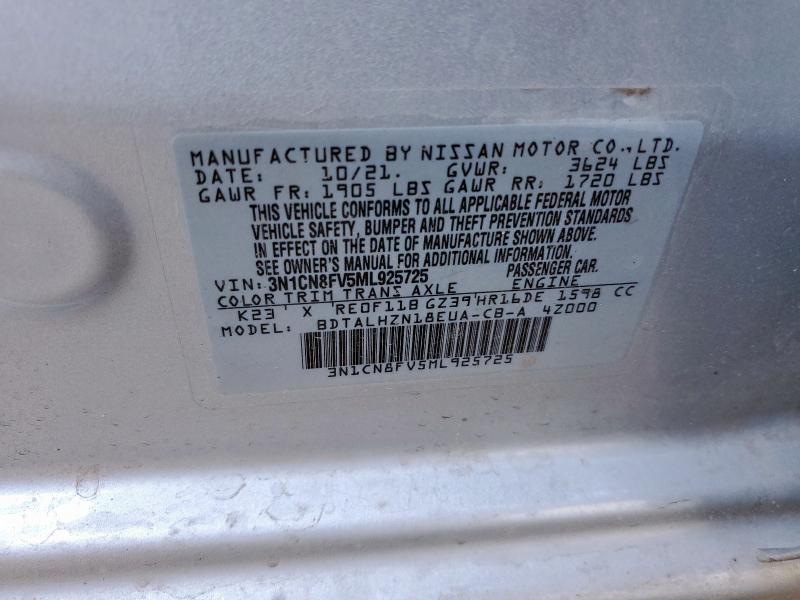 MANUFACTURED BY NISSAN MOTOR CO., LTD.
DATE: 10/21. GVWR: 3624 LBS
GAWR FR: 1905 LBS GAWR RR: 1720 LBS
THIS VEHICLE CONFORMS TO ALL APPLICABLE FEDERAL MOTOR
VEHICLE SAFETY, BUMPER AND THEFT PREVENTION STANDARDS
IN EFFECT ON THE DATE OF MANUFACTURE SHOWN ABOVE.
SEE OWNER'S MANUAL FOR ADDITIONAL INFORMATION.
VIN: 3N1CN8FV5ML925725 PASSENGER CAR.
COLOR TRIM TRANS AXLE ENGINE
K23 X RE0F11B GZ39 HR16DE 1598 CC
MODEL: BDTALHZN18EUA-CB-A 4Z000
3N1CN8FV5ML925725